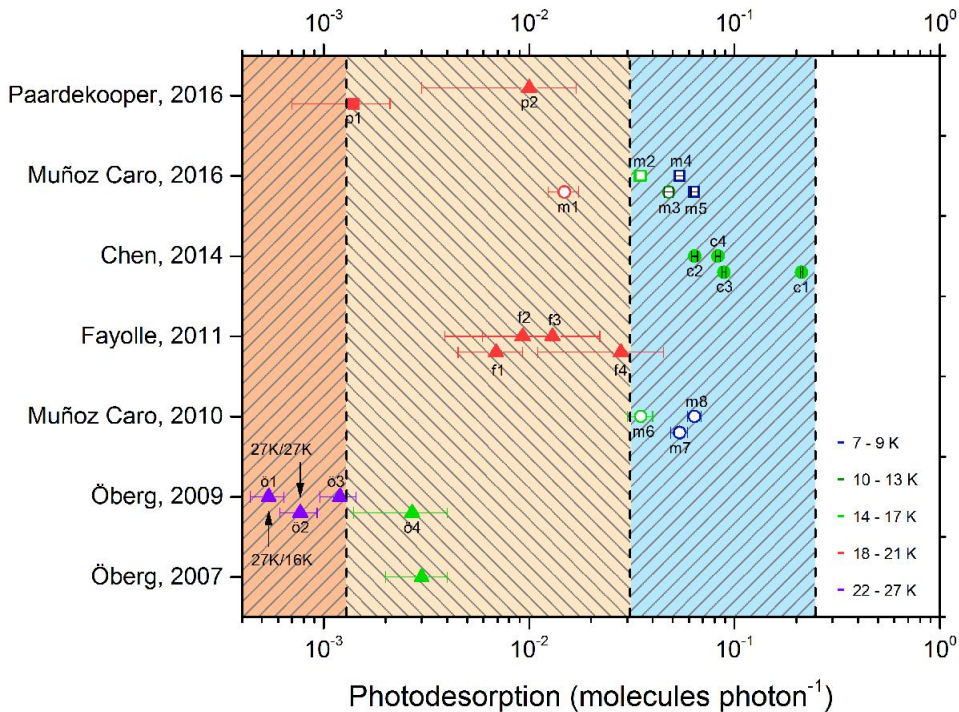 10⁻³ 10⁻² 10⁻¹ 10⁰
Paardekooper, 2016
p1 p2
Muñoz Caro, 2016
m2 m4
m1 m3 m5
Chen, 2014
c4
c2 c3 c1
Fayolle, 2011
f2 f3
f1 f4
Muñoz Caro, 2010
m8
m6 m7
7 - 9 K
27K/27K
Öberg, 2009
ö1 ö3
10 - 13 K
ö2 ö4
14 - 17 K
27K/16K
Öberg, 2007
18 - 21 K
22 - 27 K
10⁻³ 10⁻² 10⁻¹ 10⁰
Photodesorption (molecules photon⁻¹)